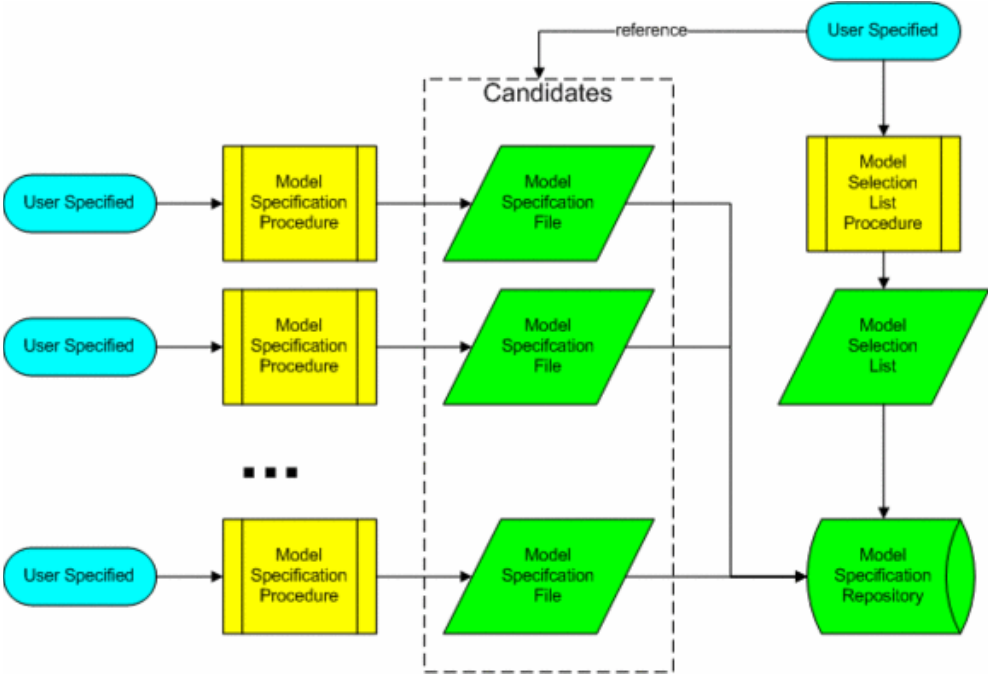 reference
User Specified
Candidates
User Specified
Model
Specification
Procedure
Model
Specifcation
File
Model
Selection
List
Procedure
User Specified
Model
Specification
Procedure
Model
Specifcation
File
Model
Selection
List
User Specified
Model
Specification
Procedure
Model
Specifcation
File
Model
Specification
Repository